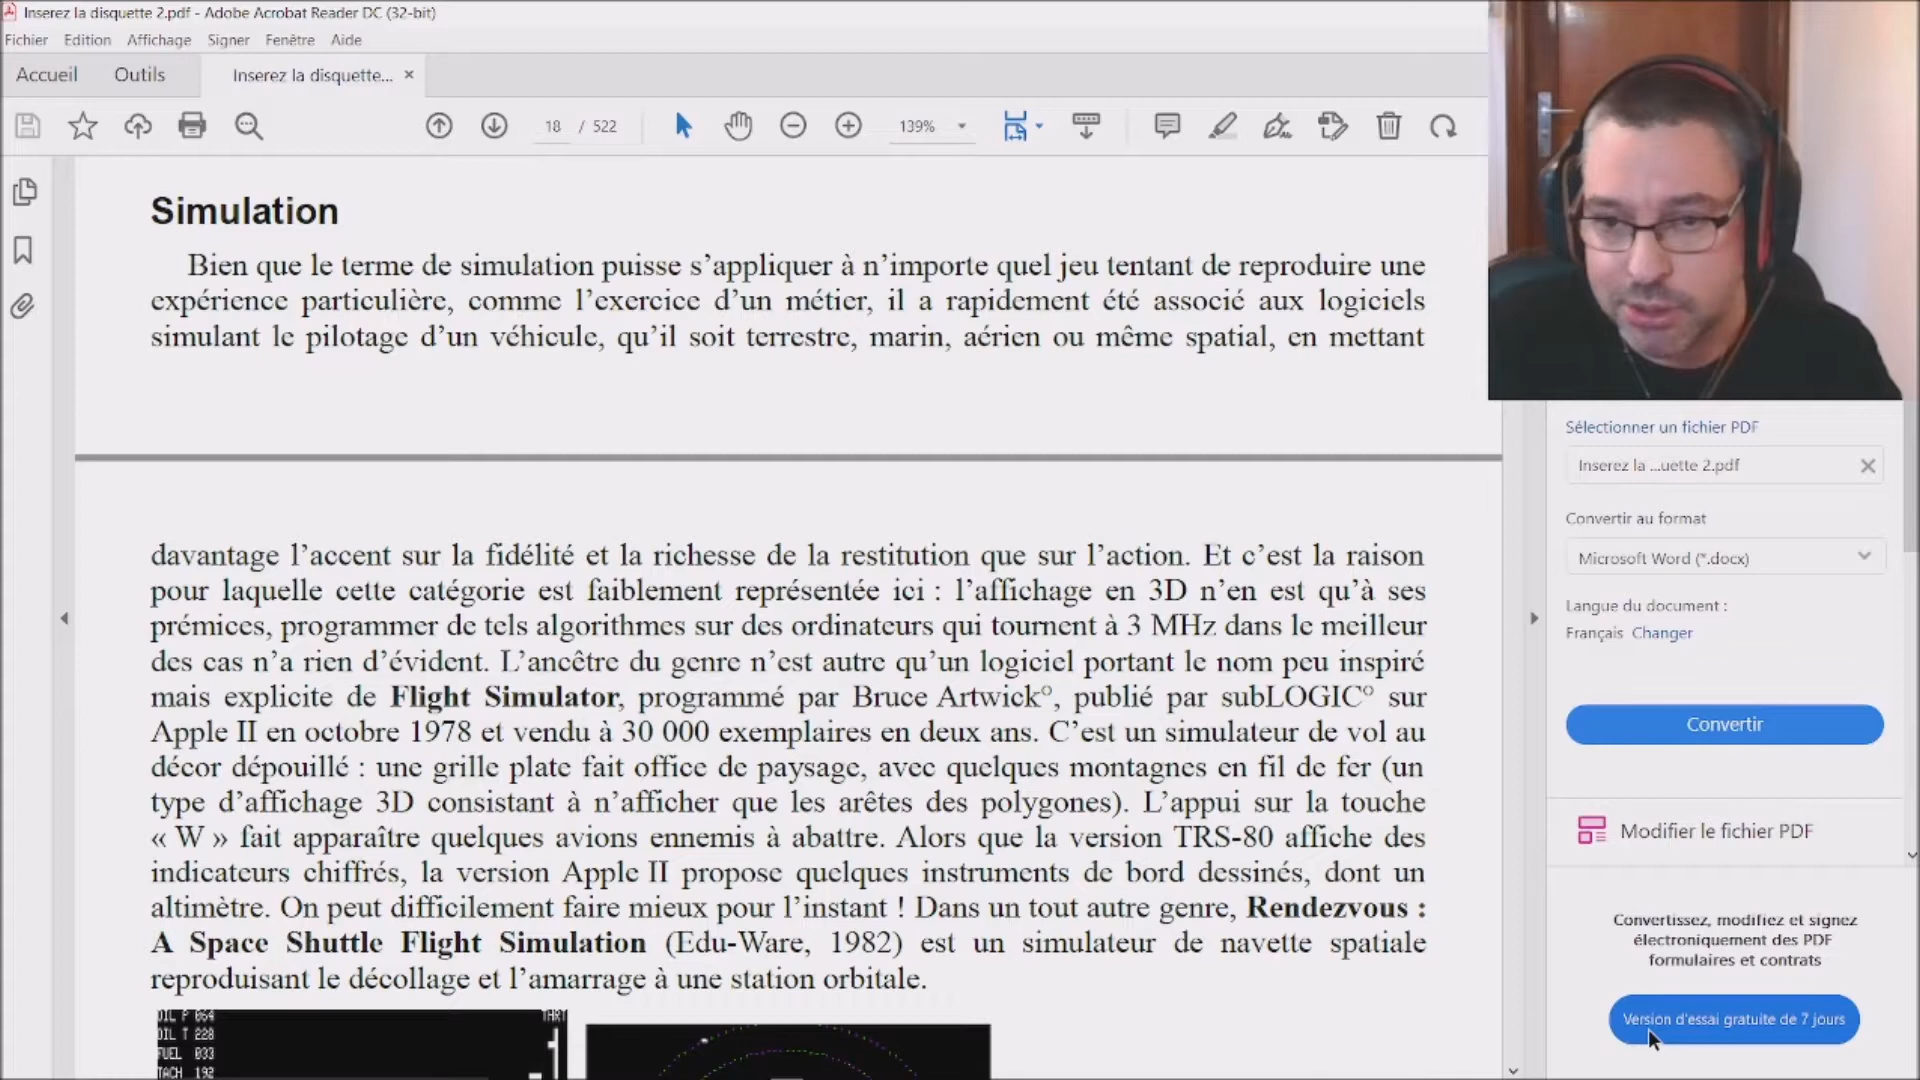 Inserez la disquette 2.pdf - Adobe Acrobat Reader DC (32-bit)
Fichier Edition Affichage Signer Fenêtre Aide
Accueil Outils Inserez la disquette... ×
18 / 522 139%
Simulation
Bien que le terme de simulation puisse s’appliquer à n’importe quel jeu tentant de reproduire une
expérience particulière, comme l’exercice d’un métier, il a rapidement été associé aux logiciels
simulant le pilotage d’un véhicule, qu’il soit terrestre, marin, aérien ou même spatial, en mettant
davantage l’accent sur la fidélité et la richesse de la restitution que sur l’action. Et c’est la raison
pour laquelle cette catégorie est faiblement représentée ici : l’affichage en 3D n’en est qu’à ses
prémices, programmer de tels algorithmes sur des ordinateurs qui tournent à 3 MHz dans le meilleur
des cas n’a rien d’évident. L’ancêtre du genre n’est autre qu’un logiciel portant le nom peu inspiré
mais explicite de Flight Simulator, programmé par Bruce Artwick°, publié par subLOGIC° sur
Apple II en octobre 1978 et vendu à 30 000 exemplaires en deux ans. C’est un simulateur de vol au
décor dépouillé : une grille plate fait office de paysage, avec quelques montagnes en fil de fer (un
type d’affichage 3D consistant à n’afficher que les arêtes des polygones). L’appui sur la touche
« W » fait apparaître quelques avions ennemis à abattre. Alors que la version TRS-80 affiche des
indicateurs chiffrés, la version Apple II propose quelques instruments de bord dessinés, dont un
altimètre. On peut difficilement faire mieux pour l’instant ! Dans un tout autre genre, Rendezvous :
A Space Shuttle Flight Simulation (Edu-Ware, 1982) est un simulateur de navette spatiale
reproduisant le décollage et l’amarrage à une station orbitale.
OIL P 064 THRT
OIL T 228
FUEL 033
TACH 192
Sélectionner un fichier PDF
Inserez la ...uette 2.pdf
Convertir au format
Microsoft Word (*.docx)
Langue du document :
Français Changer
Convertir
Modifier le fichier PDF
Convertissez, modifiez et signez
électroniquement des PDF
formulaires et contrats
Version d'essai gratuite de 7 jours